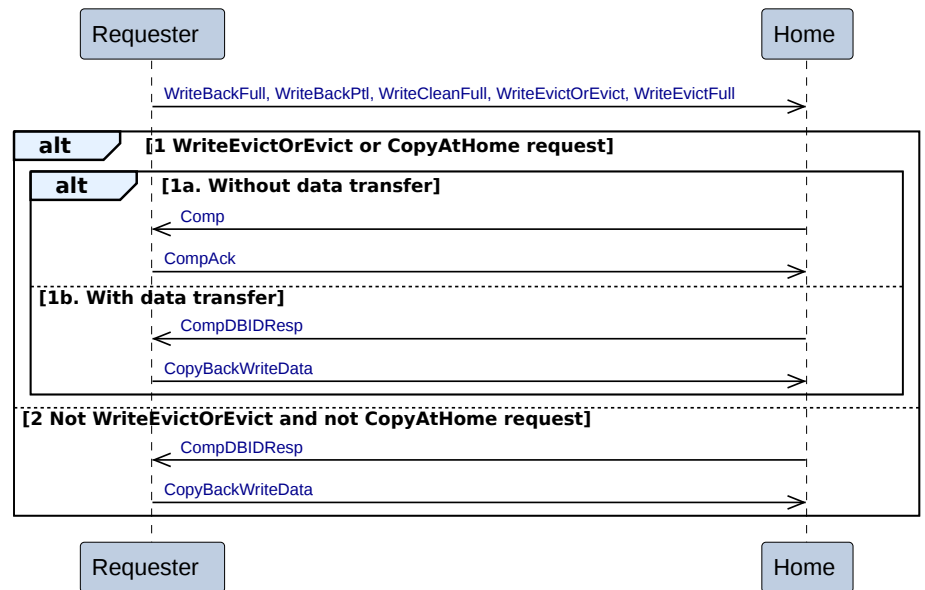 Requester Home
WriteBackFull, WriteBackPtl, WriteCleanFull, WriteEvictOrEvict, WriteEvictFull
alt [1 WriteEvictOrEvict or CopyAtHome request]
alt [1a. Without data transfer]
Comp
CompAck
[1b. With data transfer]
CompDBIDResp
CopyBackWriteData
[2 Not WriteEvictOrEvict and not CopyAtHome request]
CompDBIDResp
CopyBackWriteData
Requester Home